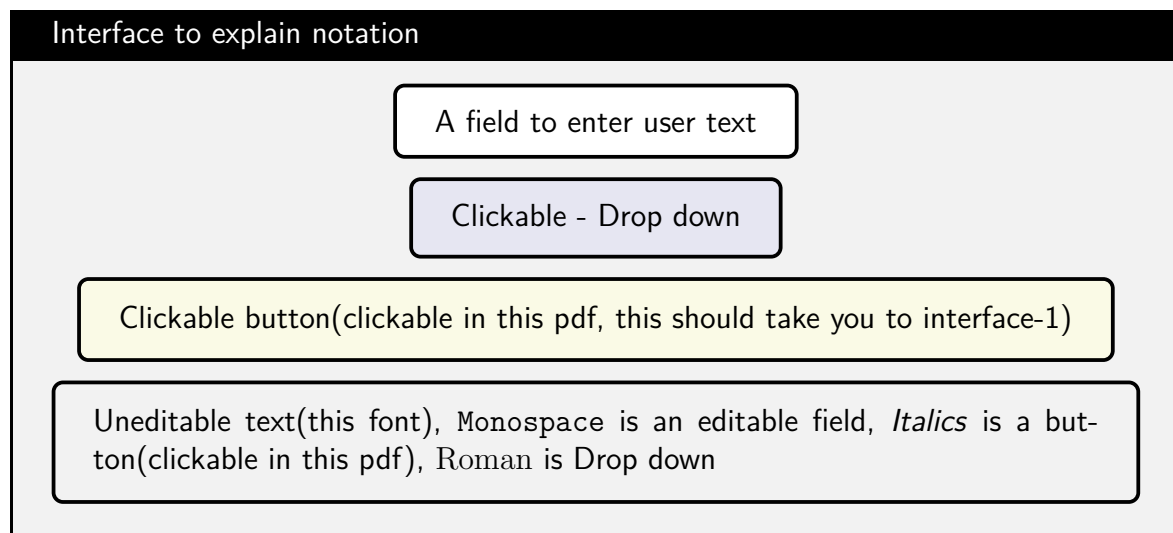 Interface to explain notation
A field to enter user text
Clickable - Drop down
Clickable button(clickable in this pdf, this should take you to interface-1)
Uneditable text(this font), Monospace is an editable field, Italics is a but-
ton(clickable in this pdf), Roman is Drop down